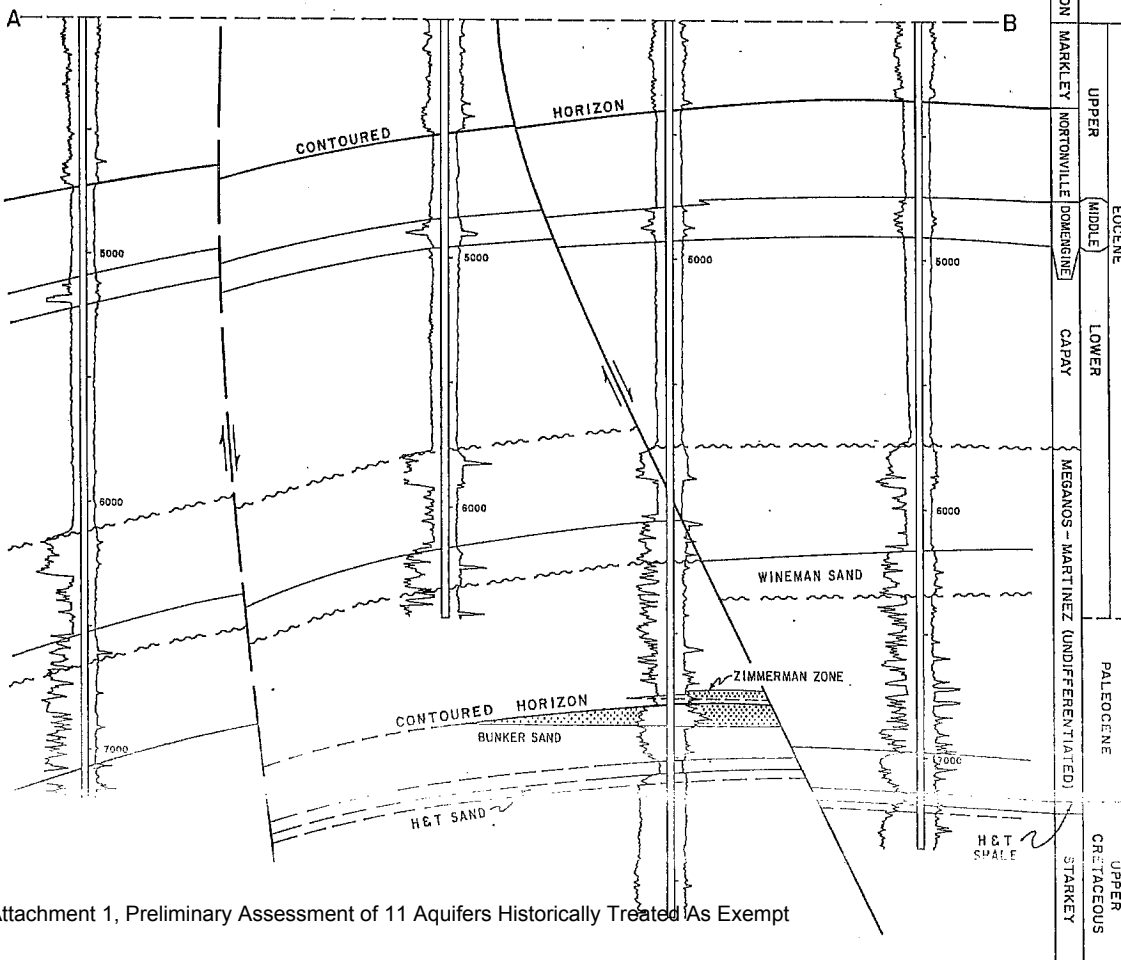 A
B
ON
MARKLEY
NORTONVILLE
DOMENGINE
CAPAY
MEGANOS – MARTINEZ (UNDIFFERENTIATED)
STARKEY
UPPER
MIDDLE
LOWER
EOCENE
PALEOCENE
UPPER
CRETACEOUS
CONTOURED HORIZON
5000
5000
5000
5000
6000
6000
6000
WINEMAN SAND
ZIMMERMAN ZONE
CONTOURED HORIZON
BUNKER SAND
7000
7000
H&T SAND
H&T
SHALE
Attachment 1, Preliminary Assessment of 11 Aquifers Historically Treated As Exempt